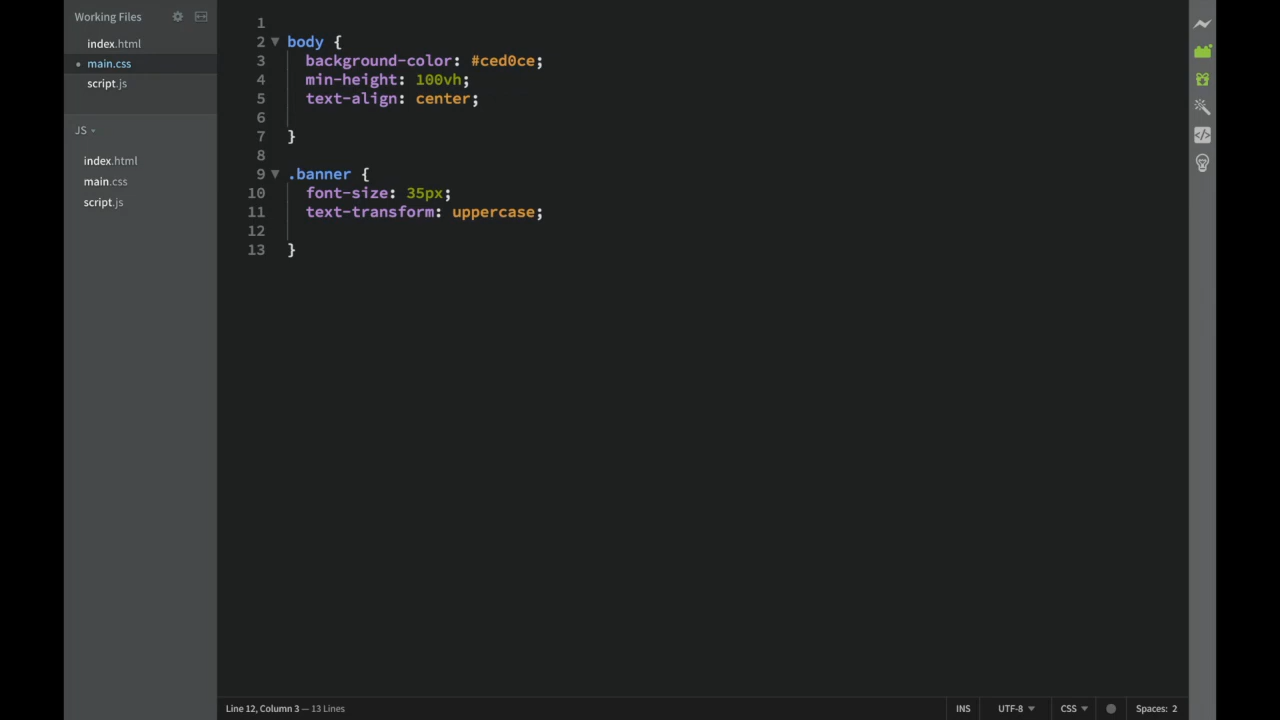 Working Files
index.html
main.css
script.js
JS
index.html
main.css
script.js
1
2 body {
3 background-color: #ced0ce;
4 min-height: 100vh;
5 text-align: center;
6
7 }
8
9 .banner {
10 font-size: 35px;
11 text-transform: uppercase;
12
13 }
Line 12, Column 3 — 13 Lines INS UTF-8 CSS Spaces: 2